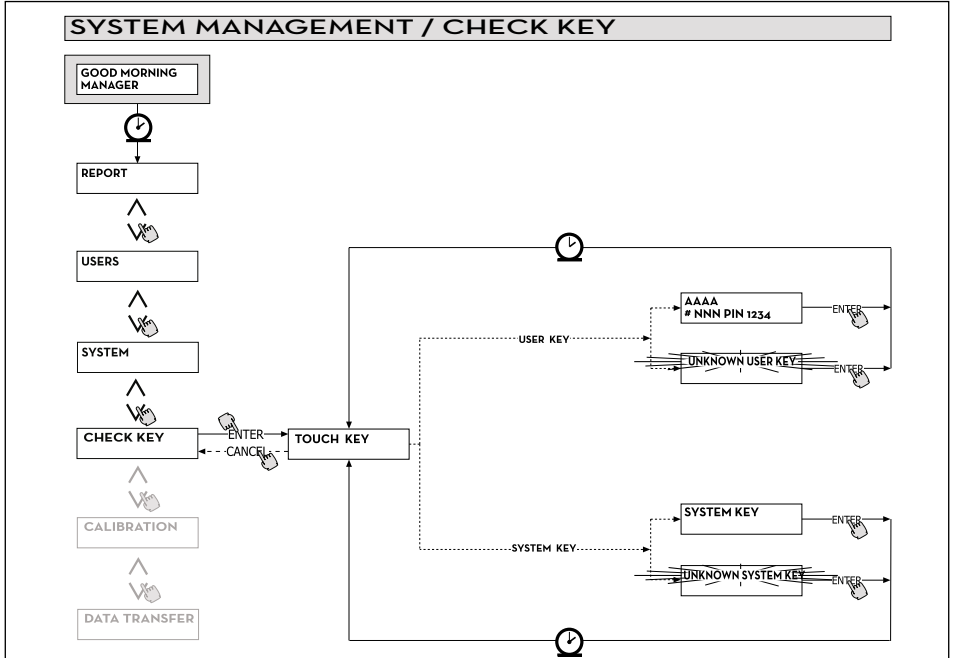 SYSTEM MANAGEMENT / CHECK KEY
GOOD MORNING
MANAGER
REPORT
USERS
SYSTEM
CHECK KEY
ENTER
CANCEL
TOUCH KEY
CALIBRATION
DATA TRANSFER
USER KEY
AAAA
# NNN PIN 1234
ENTER
UNKNOWN USER KEY
ENTER
SYSTEM KEY
SYSTEM KEY
ENTER
UNKNOWN SYSTEM KEY
ENTER